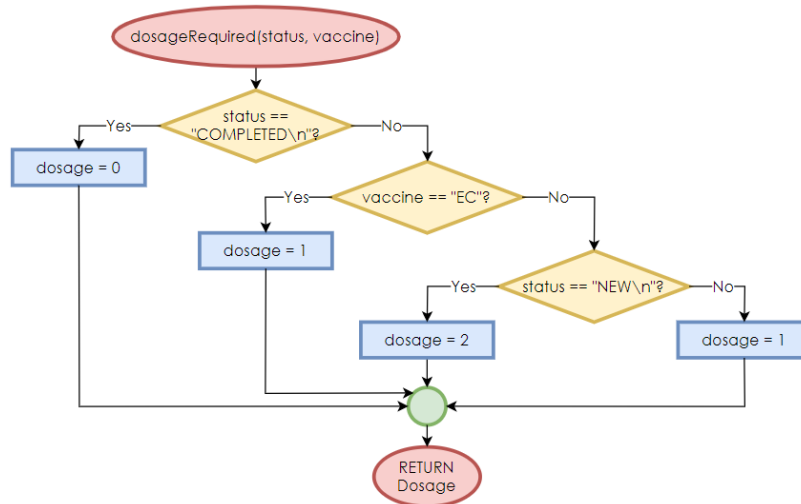 dosageRequired(status, vaccine)
status ==
"COMPLETED\n"?
Yes
No
dosage = 0
vaccine == "EC"?
Yes
No
dosage = 1
status == "NEW\n"?
Yes
No
dosage = 2
dosage = 1
RETURN
Dosage